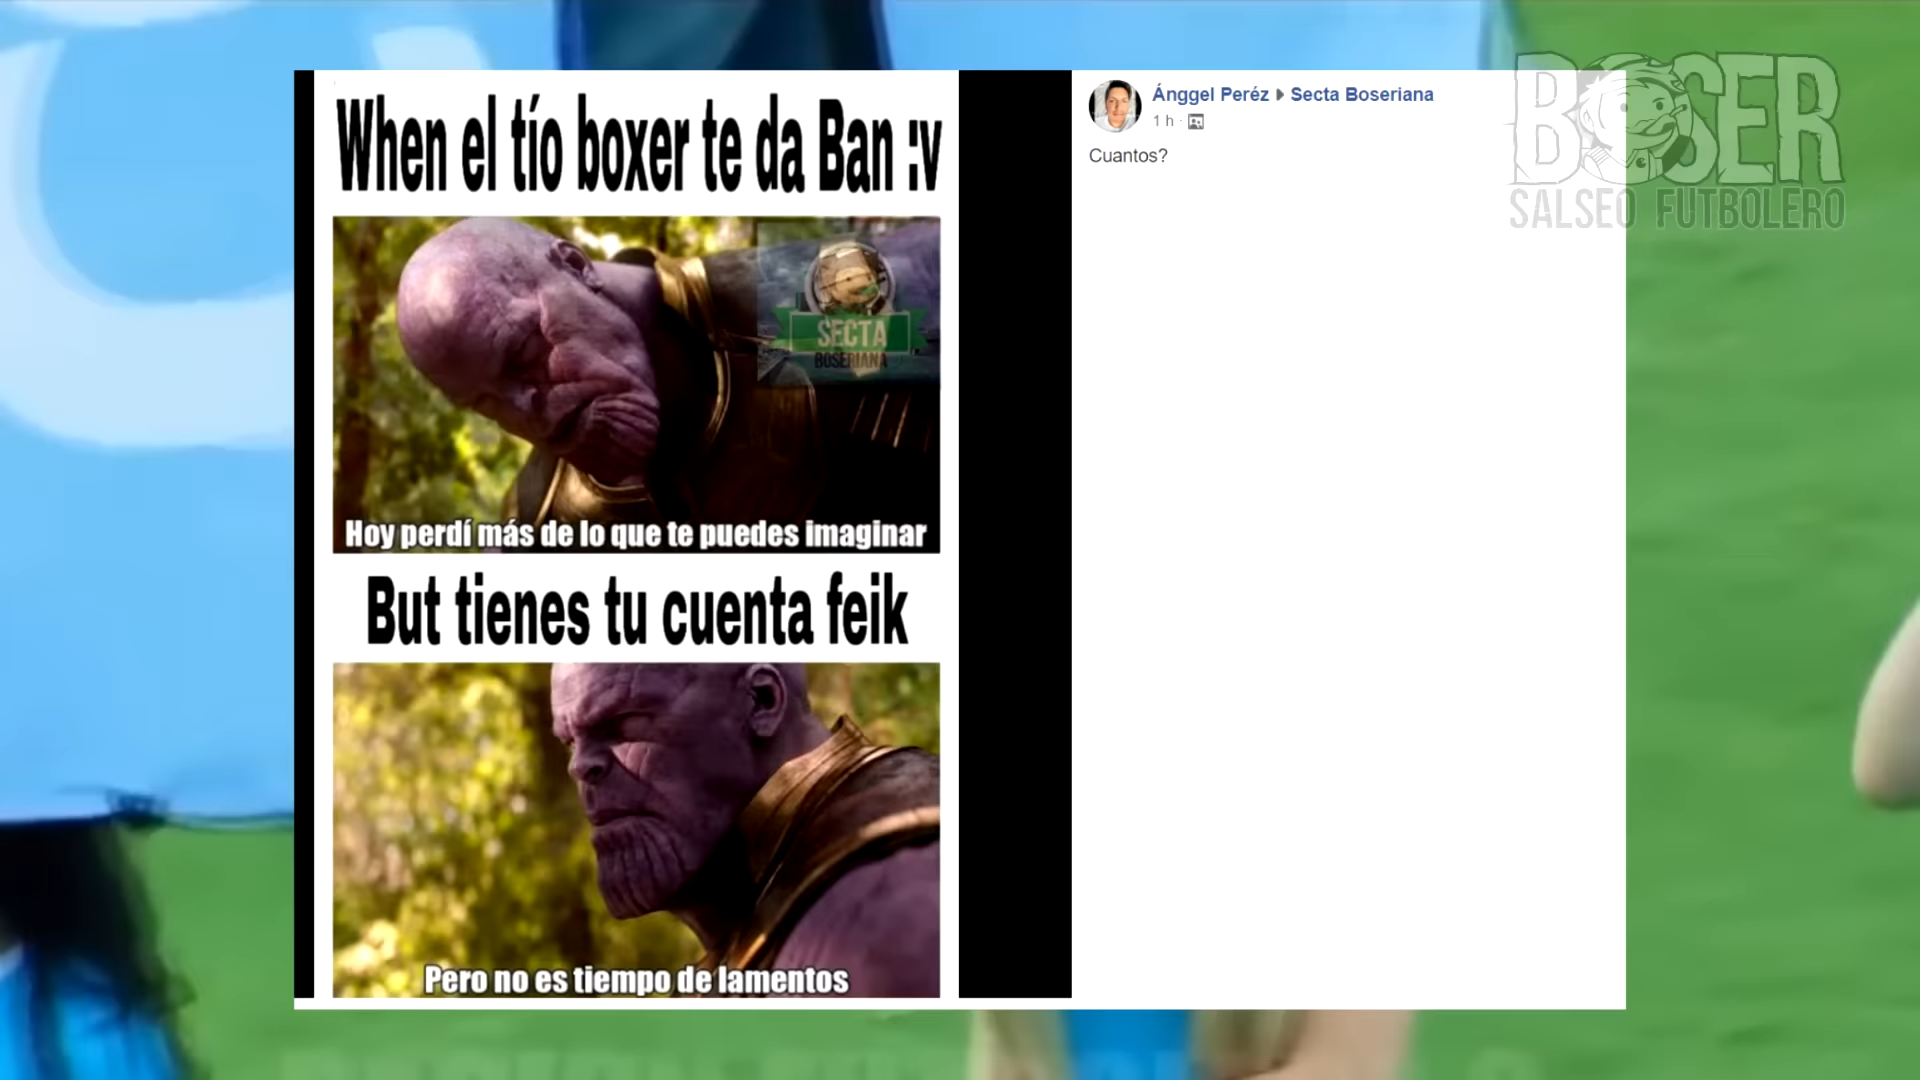 When el tío boxer te da Ban :v
SECTA
BOSERIANA
Hoy perdí más de lo que te puedes imaginar
But tienes tu cuenta feik
Pero no es tiempo de lamentos
Ánggel Peréz Secta Boseriana
1 h ·
Cuantos?
BOSER
SALSEO FUTBOLERO